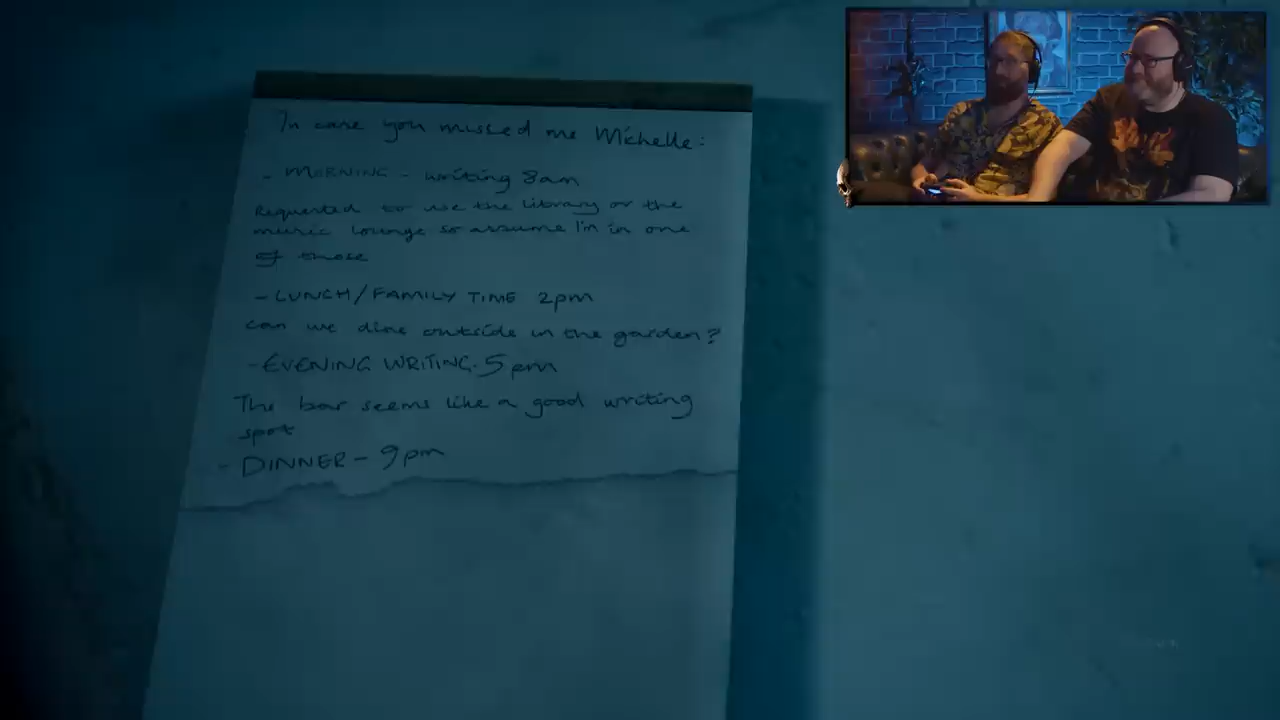 In case you missed me Michelle:
- MORNING - writing 8am
Requested to use the library or the
music lounge so assume I'm in one
of those
- LUNCH/FAMILY TIME 2pm
can we dine outside in the garden?
- EVENING WRITING. 5pm
The bar seems like a good writing
spot
- DINNER - 9pm